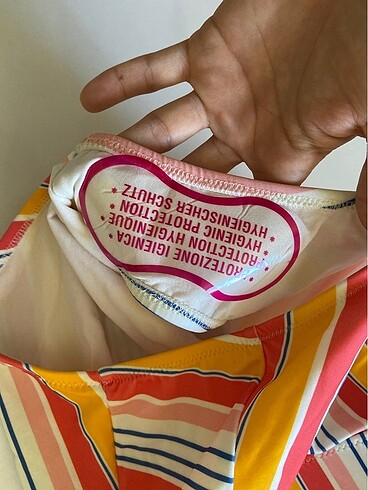 PROTEZIONE IGIENICA
PROTECTION HYGIENIQUE
HYGIENIC PROTECTION
HYGIENISCHER SCHUTZ